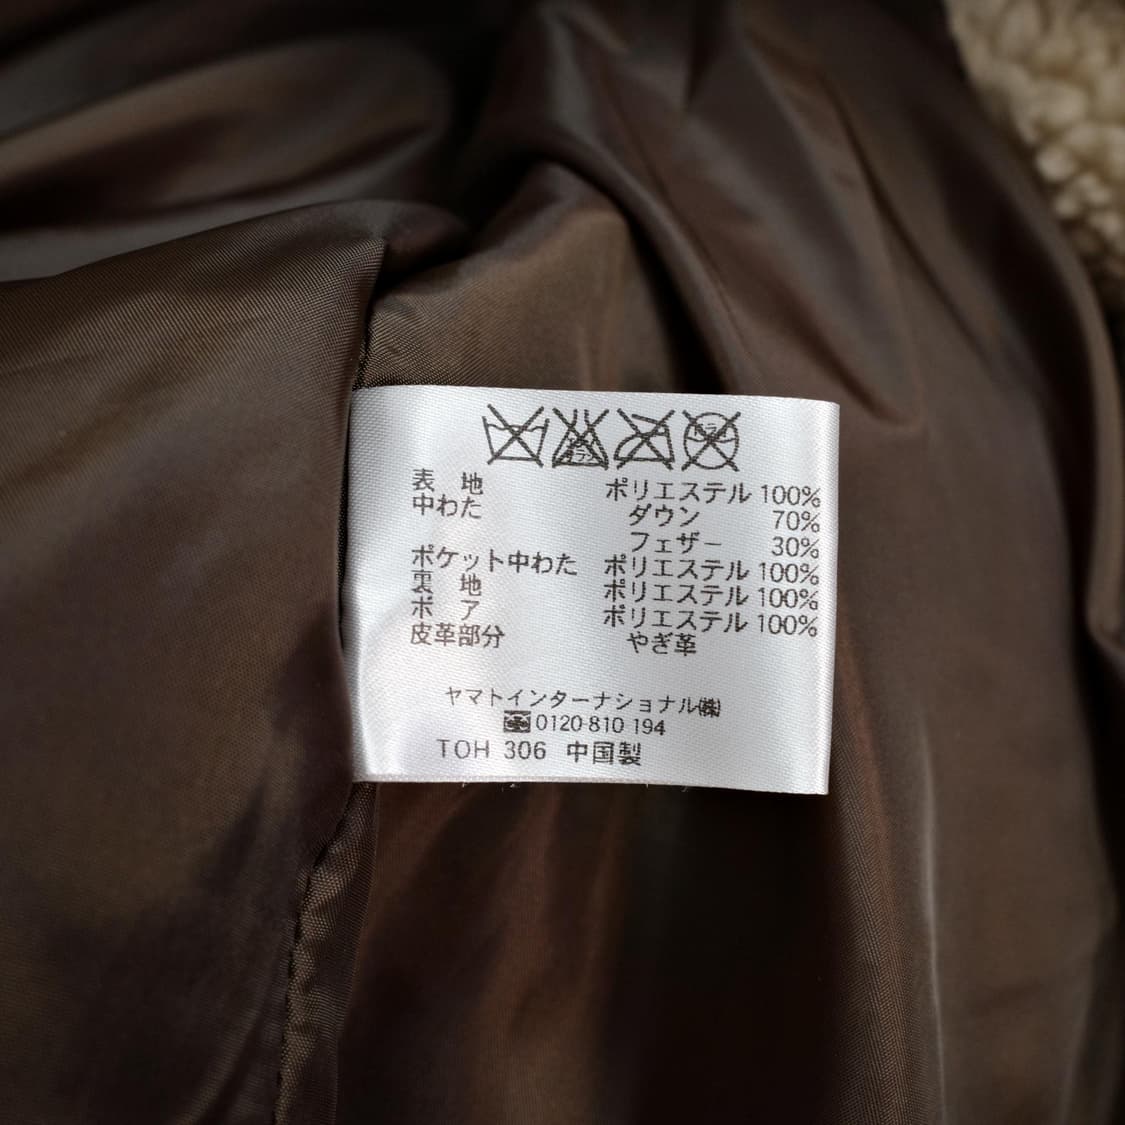 表 地 ポリエステル 100%
中わた ダウン 70%
フェザー 30%
ポケット中わた ポリエステル 100%
裏 地 ポリエステル 100%
ボ ア ポリエステル 100%
皮革部分 やぎ革
ヤマトインターナショナル㈱
0120-810 194
TOH 306 中国製